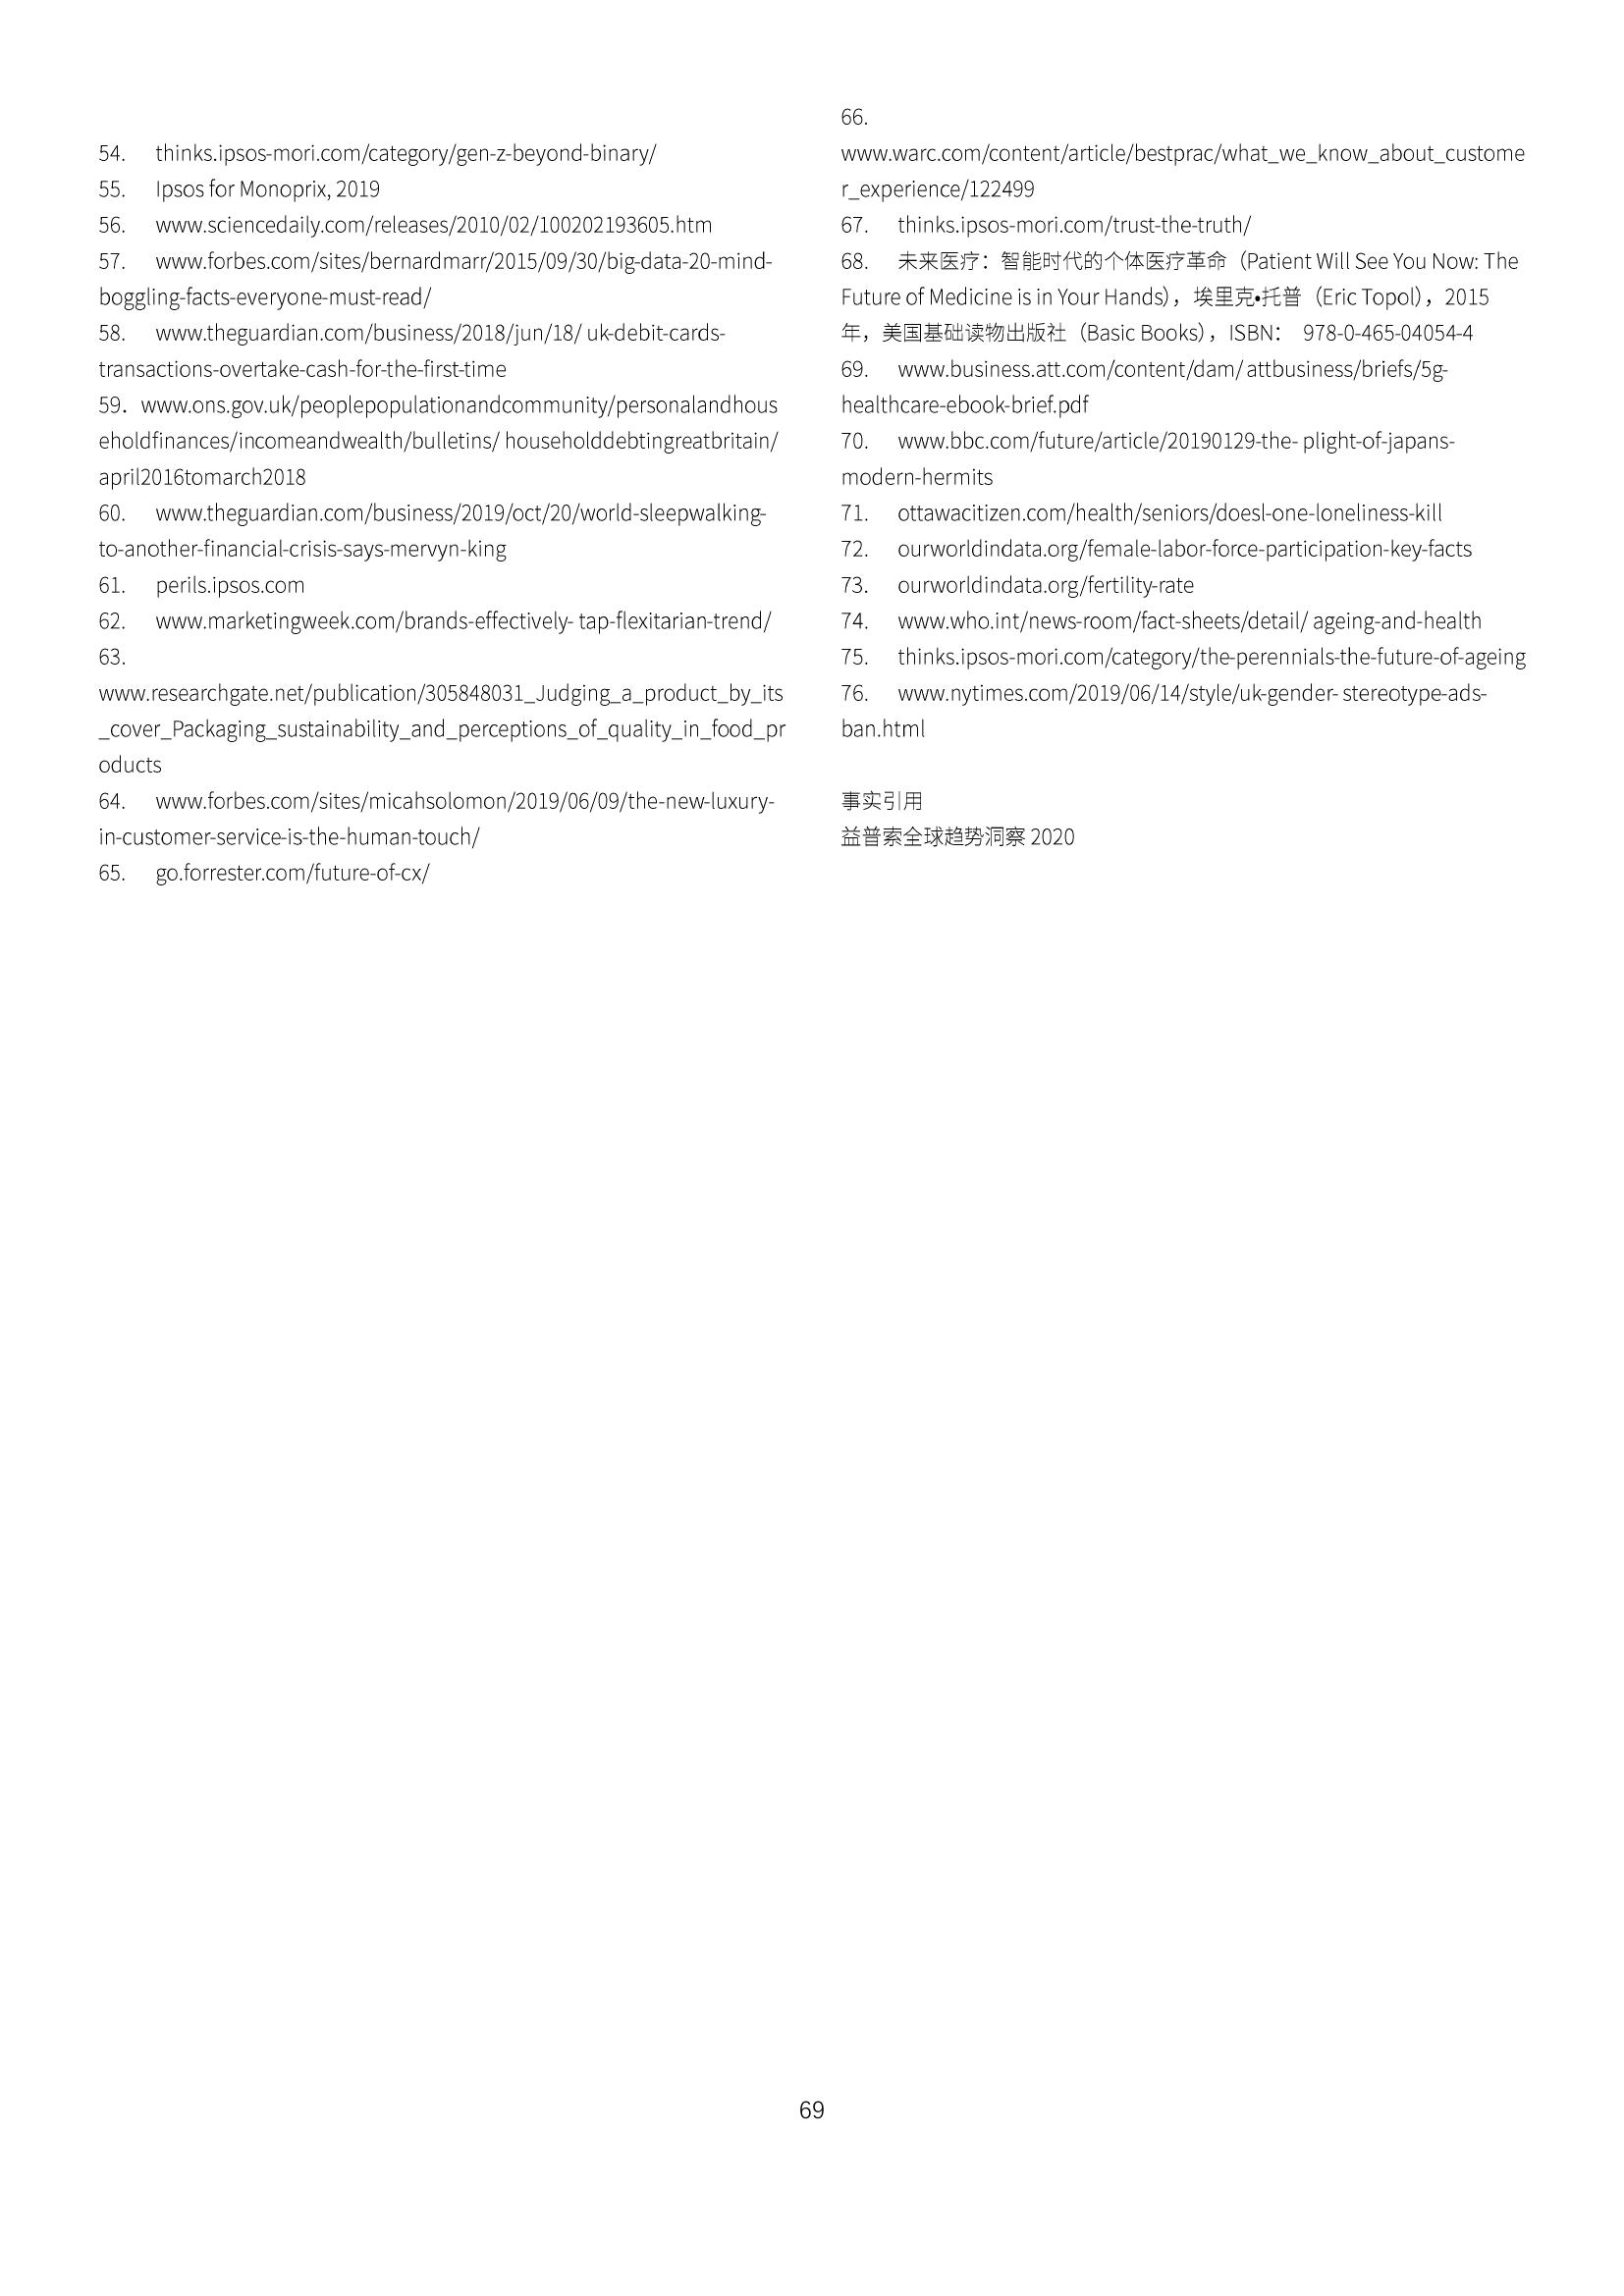 54. thinks.ipsos-mori.com/category/gen-z-beyond-binary/
55. Ipsos for Monoprix, 2019
56. www.sciencedaily.com/releases/2010/02/100202193605.htm
57. www.forbes.com/sites/bernardmarr/2015/09/30/big-data-20-mind-
boggling-facts-everyone-must-read/
58. www.theguardian.com/business/2018/jun/18/ uk-debit-cards-
transactions-overtake-cash-for-the-first-time
59. www.ons.gov.uk/peoplepopulationandcommunity/personalandhous
eholdfinances/incomeandwealth/bulletins/ householddebtingreatbritain/
april2016tomarch2018
60. www.theguardian.com/business/2019/oct/20/world-sleepwalking-
to-another-financial-crisis-says-mervyn-king
61. perils.ipsos.com
62. www.marketingweek.com/brands-effectively- tap-flexitarian-trend/
63.
www.researchgate.net/publication/305848031_Judging_a_product_by_its
_cover_Packaging_sustainability_and_perceptions_of_quality_in_food_pr
oducts
64. www.forbes.com/sites/micahsolomon/2019/06/09/the-new-luxury-
in-customer-service-is-the-human-touch/
65. go.forrester.com/future-of-cx/
66.
www.warc.com/content/article/bestprac/what_we_know_about_custome
r_experience/122499
67. thinks.ipsos-mori.com/trust-the-truth/
68. 未来医疗：智能时代的个体医疗革命（Patient Will See You Now: The
Future of Medicine is in Your Hands），埃里克•托普（Eric Topol），2015
年，美国基础读物出版社（Basic Books），ISBN： 978-0-465-04054-4
69. www.business.att.com/content/dam/ attbusiness/briefs/5g-
healthcare-ebook-brief.pdf
70. www.bbc.com/future/article/20190129-the- plight-of-japans-
modern-hermits
71. ottawacitizen.com/health/seniors/doesl-one-loneliness-kill
72. ourworldindata.org/female-labor-force-participation-key-facts
73. ourworldindata.org/fertility-rate
74. www.who.int/news-room/fact-sheets/detail/ ageing-and-health
75. thinks.ipsos-mori.com/category/the-perennials-the-future-of-ageing
76. www.nytimes.com/2019/06/14/style/uk-gender- stereotype-ads-
ban.html
事实引用
益普索全球趋势洞察 2020
69